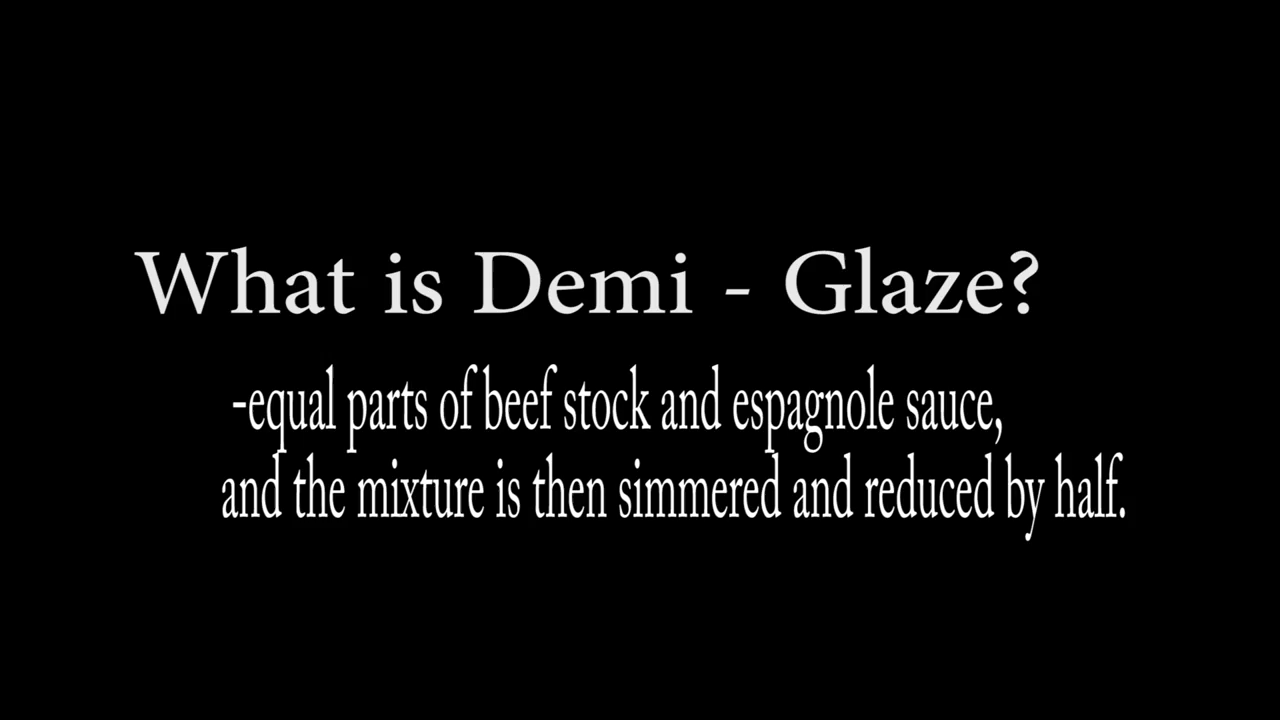 What is Demi - Glaze?
-equal parts of beef stock and espagnole sauce,
and the mixture is then simmered and reduced by half.